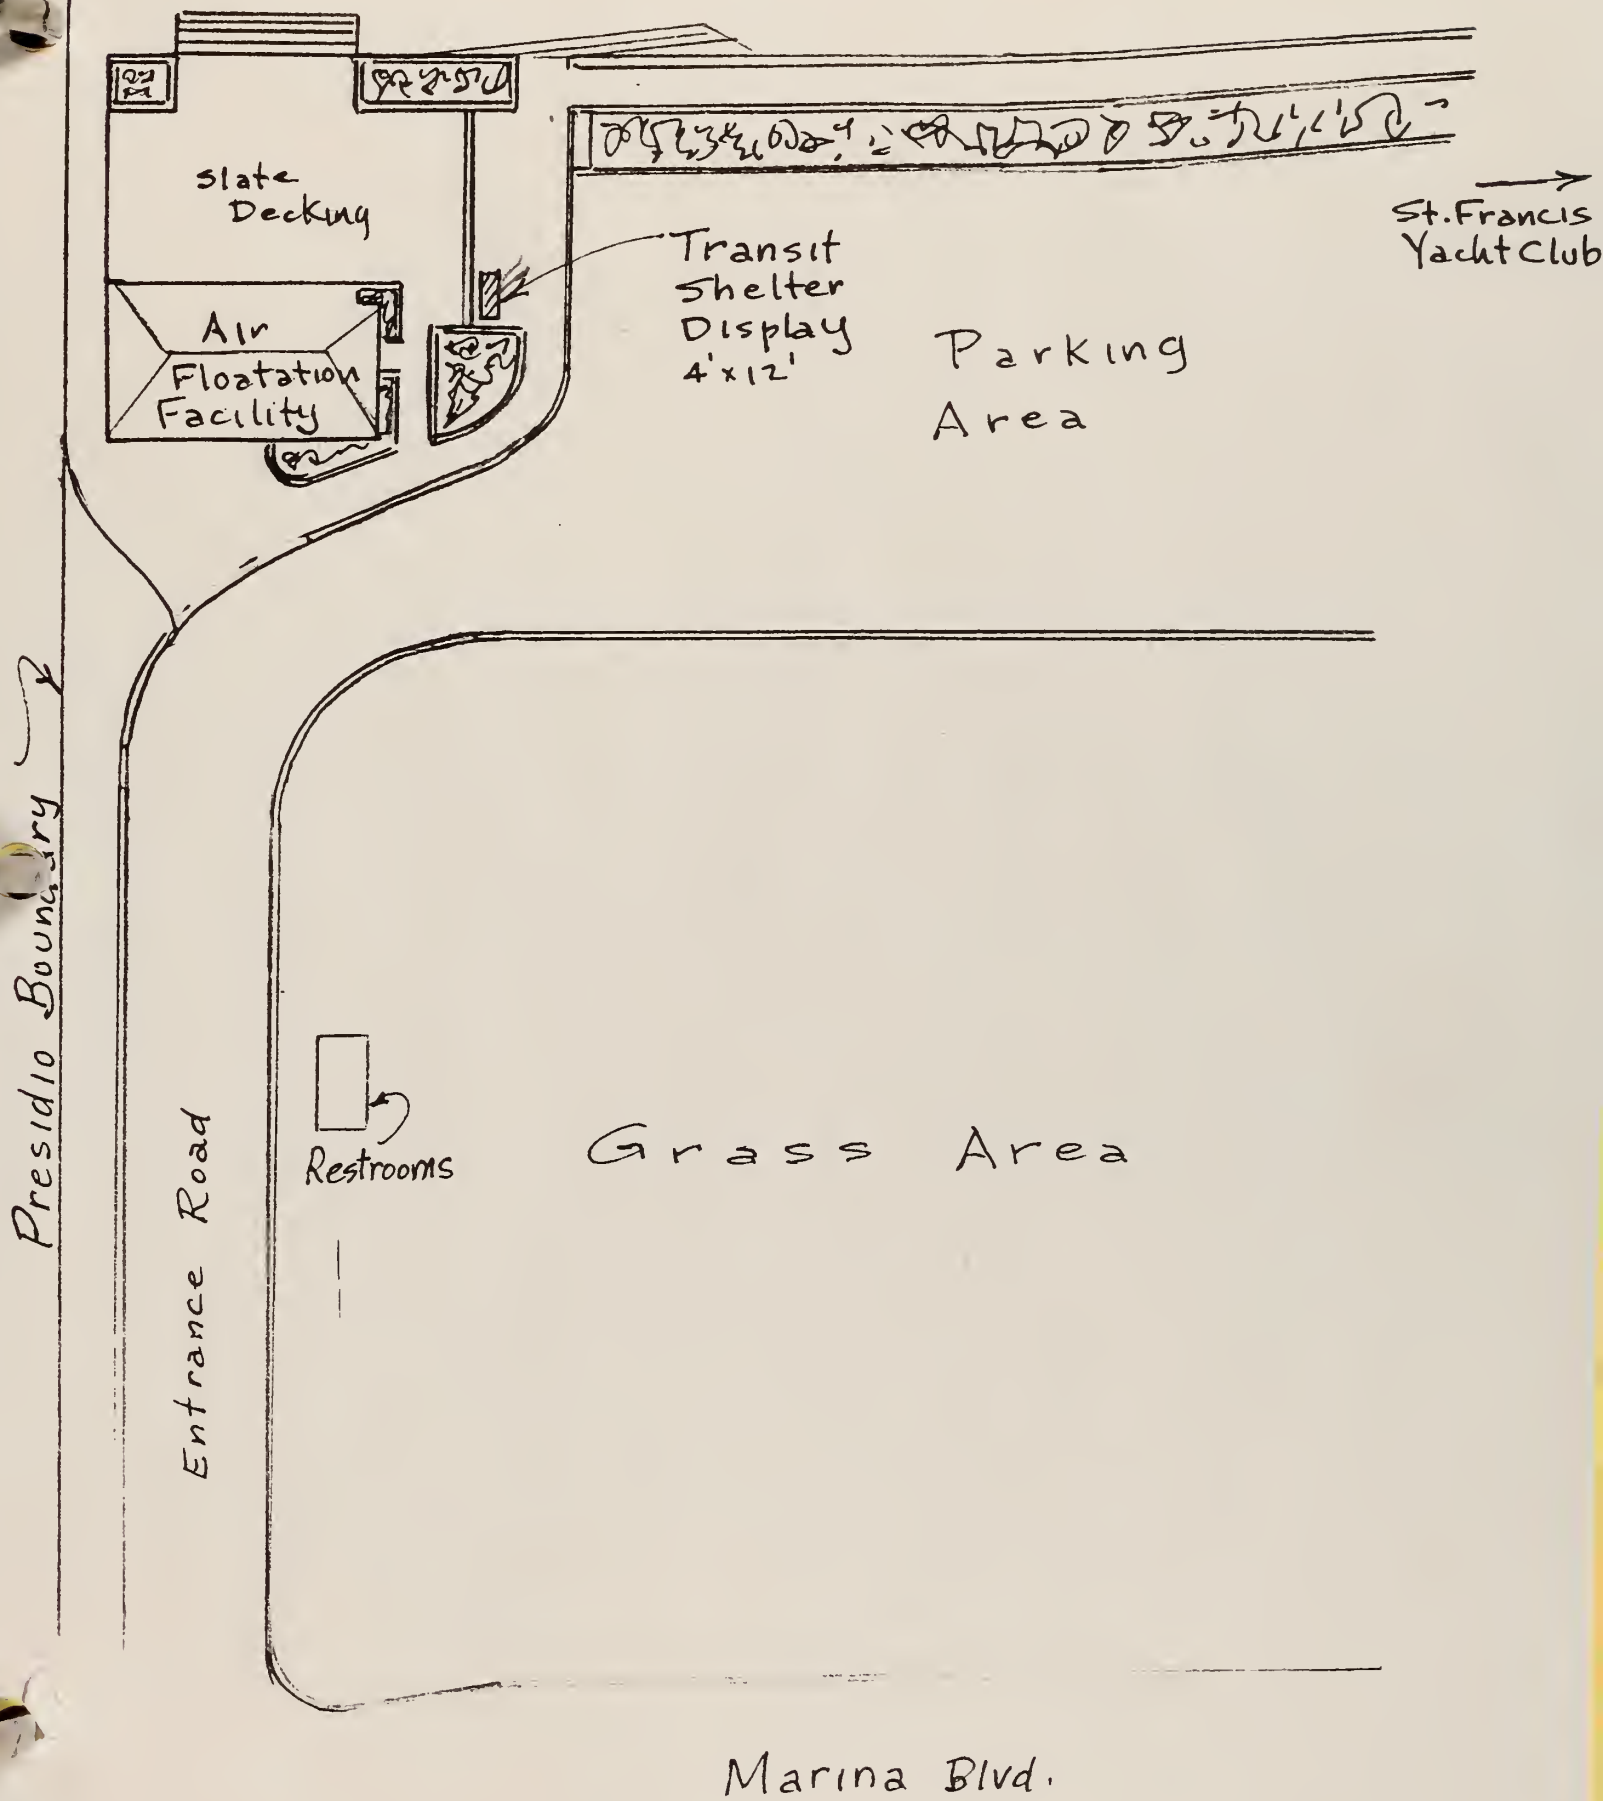 Slate
Decking
St. Francis
Yacht Club
Transit
Shelter
Display
4' x 12'
Air
Floatation
Facility
Parking
Area
Presidio Boundary
Restrooms
Grass Area
Entrance Road
Marina Blvd.